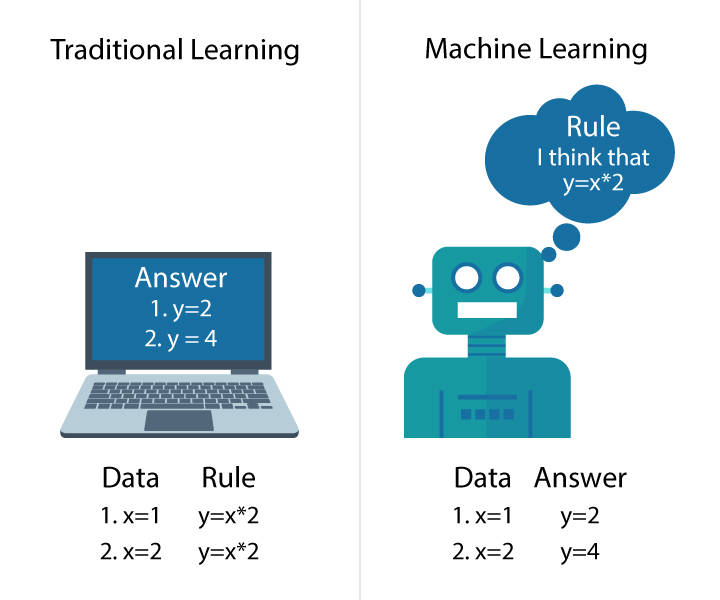 Traditional Learning
Answer
1. y=2
2. y = 4
Data Rule
1. x=1 y=x*2
2. x=2 y=x*2
Machine Learning
Rule
I think that
y=x*2
Data Answer
1. x=1 y=2
2. x=2 y=4